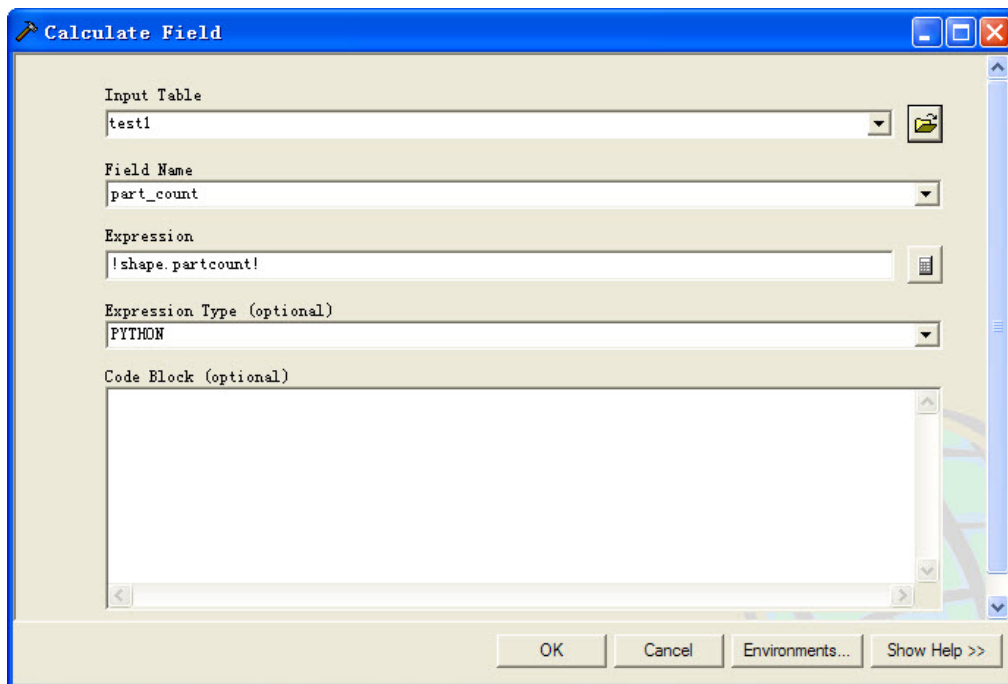 Calculate Field
Input Table
test1
Field Name
part_count
Expression
!shape.partcount!
Expression Type (optional)
PYTHON
Code Block (optional)
OK Cancel Environments... Show Help >>